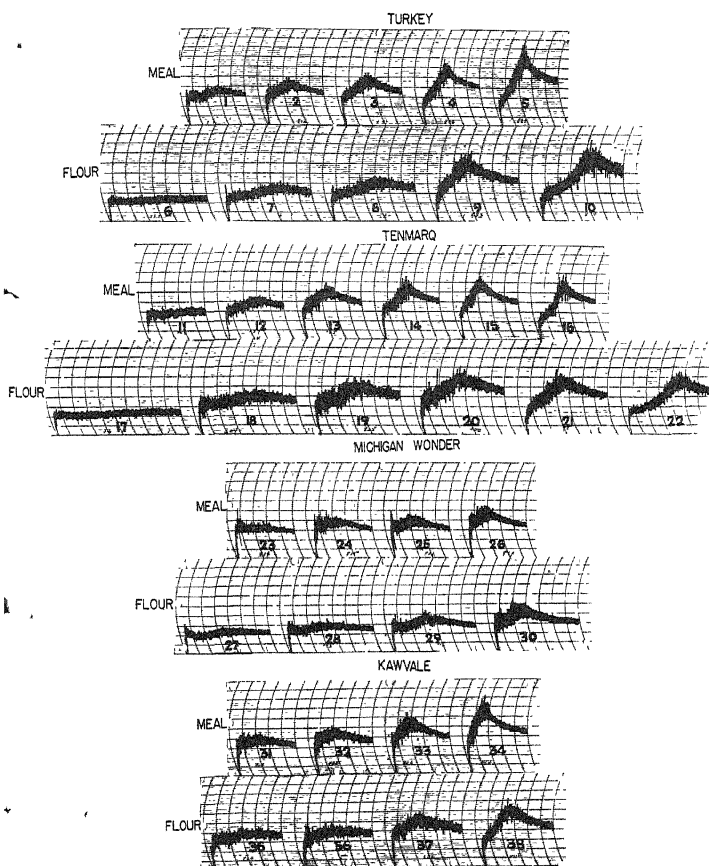 TURKEY
MEAL 1 2 3 4 5
FLOUR 6 7 8 9 10
TENMARQ
MEAL 11 12 13 14 15 16
FLOUR 17 18 19 20 21 22
MICHIGAN WONDER
MEAL 23 24 25 26
FLOUR 27 28 29 30
KAWVALE
MEAL 31 32 33 34
FLOUR 35 36 37 38